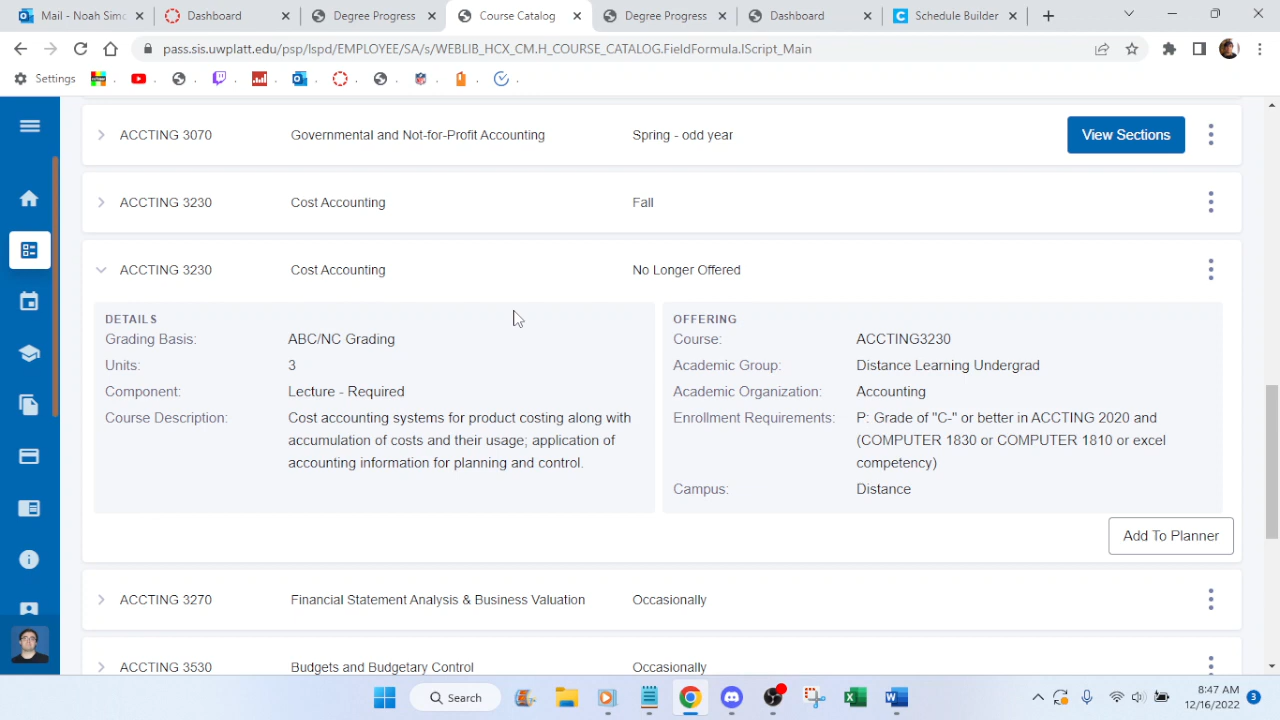 Mail - Noah Simo
Dashboard
Degree Progress
Course Catalog
Degree Progress
Dashboard
Schedule Builder
pass.sis.uwplatt.edu/psp/lspd/EMPLOYEE/SA/s/WEBLIB_HCX_CM.H_COURSE_CATALOG.FieldFormula.IScript_Main
Settings
ACCTING 3070 Governmental and Not-for-Profit Accounting Spring - odd year View Sections
ACCTING 3230 Cost Accounting Fall
ACCTING 3230 Cost Accounting No Longer Offered
DETAILS
Grading Basis: ABC/NC Grading
Units: 3
Component: Lecture - Required
Course Description: Cost accounting systems for product costing along with
accumulation of costs and their usage; application of
accounting information for planning and control.
OFFERING
Course: ACCTING3230
Academic Group: Distance Learning Undergrad
Academic Organization: Accounting
Enrollment Requirements: P: Grade of "C-" or better in ACCTING 2020 and
(COMPUTER 1830 or COMPUTER 1810 or excel
competency)
Campus: Distance
Add To Planner
ACCTING 3270 Financial Statement Analysis & Business Valuation Occasionally
ACCTING 3530 Budgets and Budgetary Control Occasionally
Search
8:47 AM
12/16/2022
3